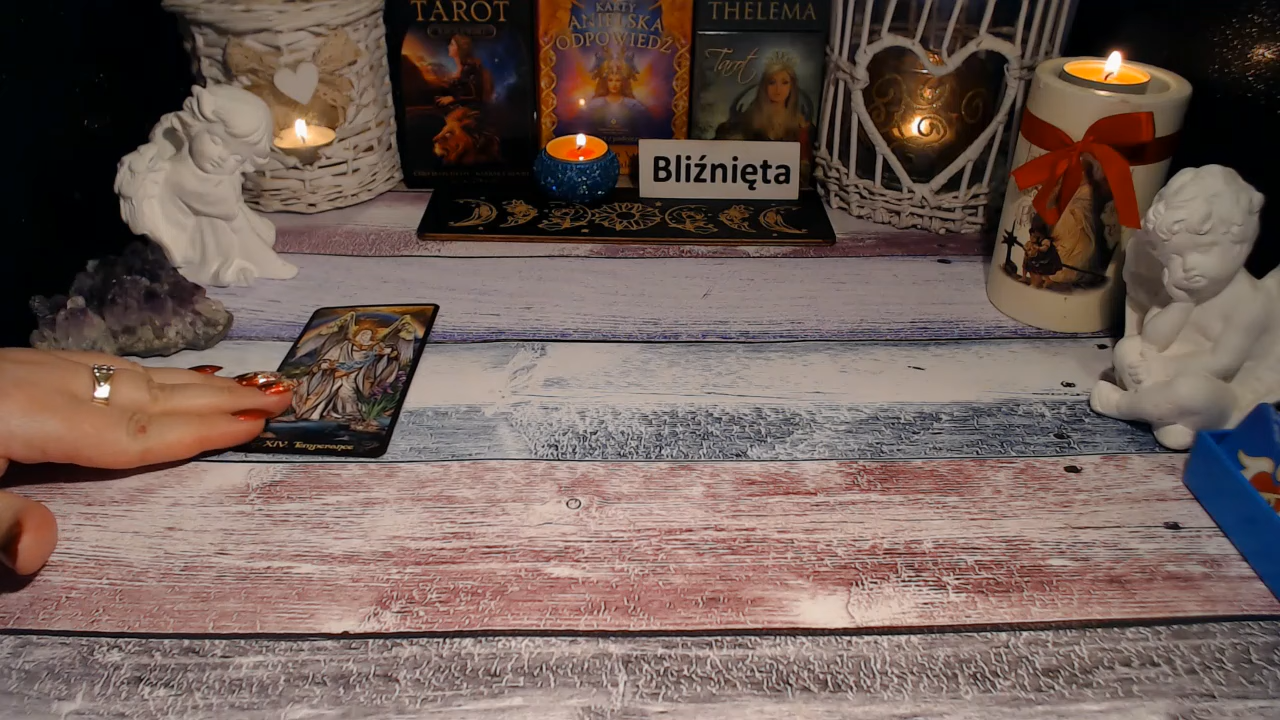 TAROT
KARTY
ANIELSKA
ODPOWIEDŹ
THELEMA
Tarot
Bliźnięta
XIV Temperance